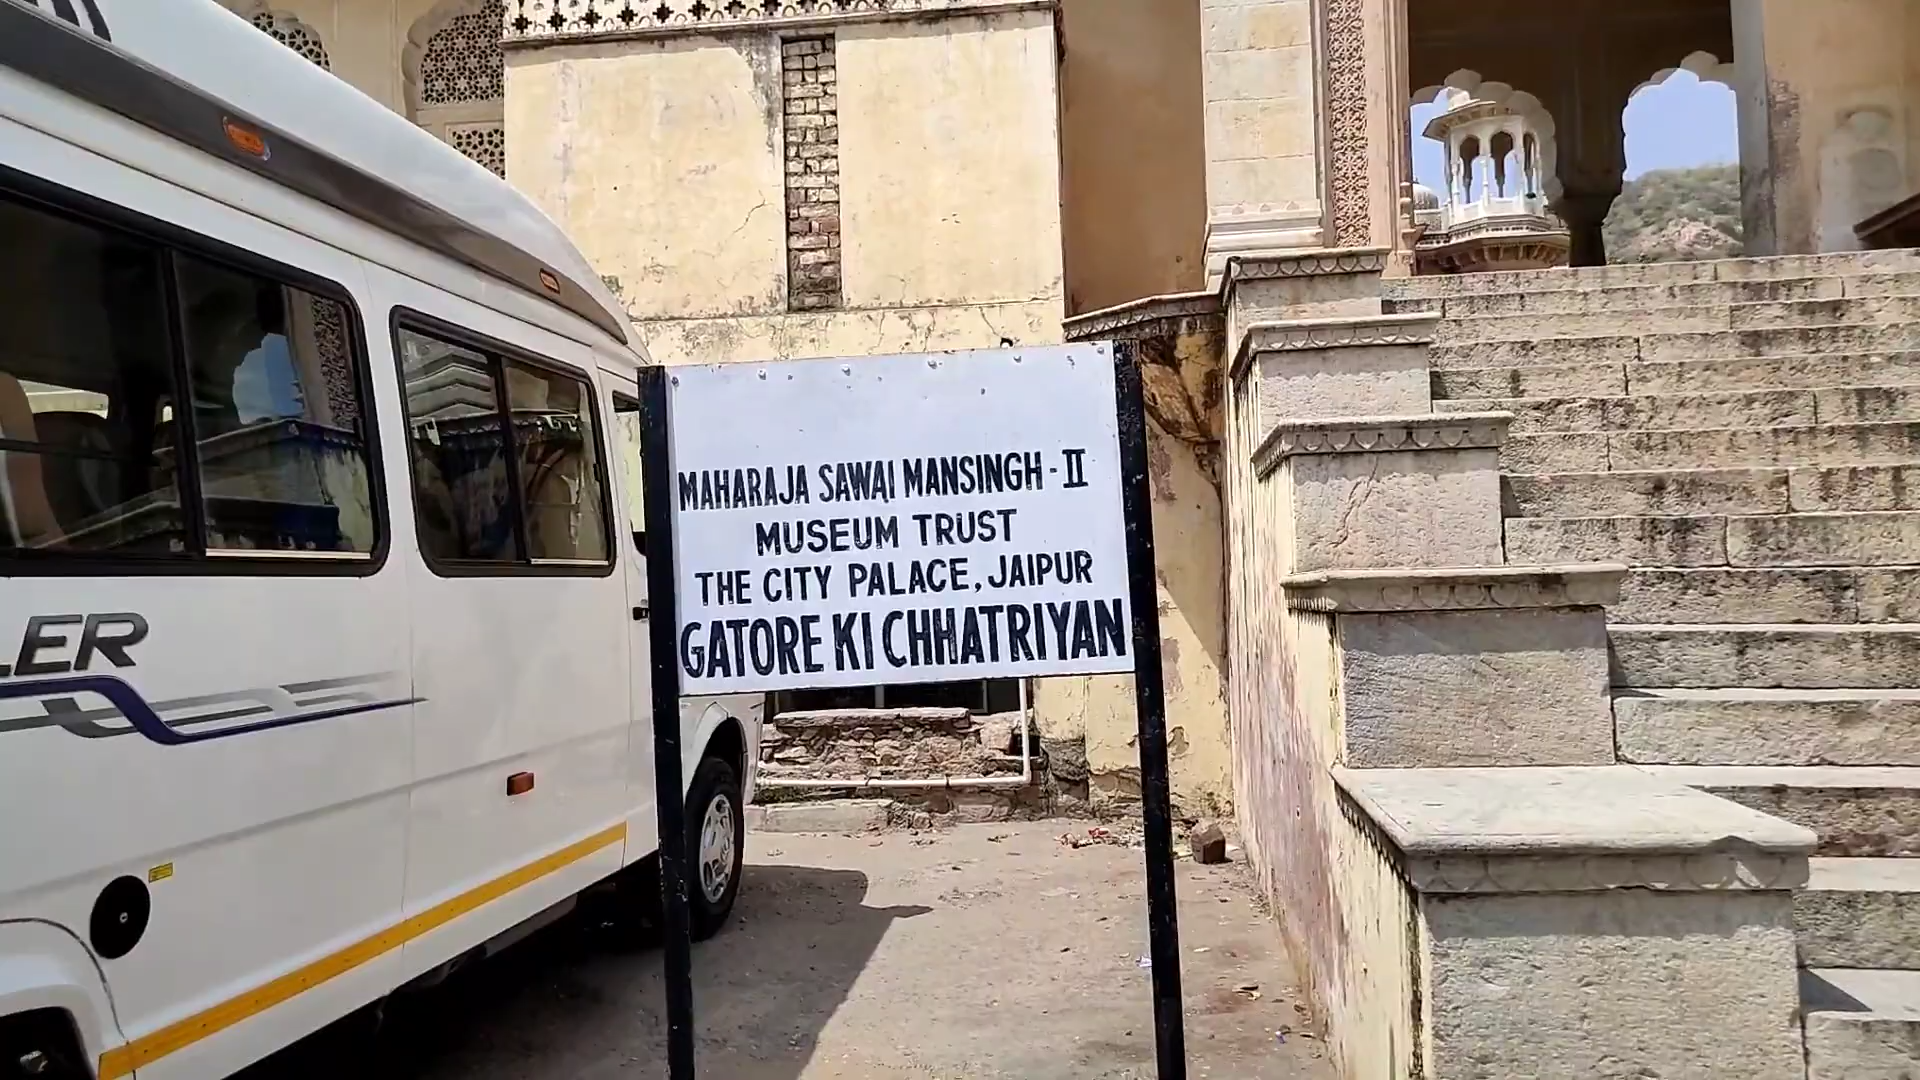 MAHARAJA SAWAI MANSINGH - II
MUSEUM TRUST
THE CITY PALACE, JAIPUR
GATORE KI CHHATRIYAN
LER